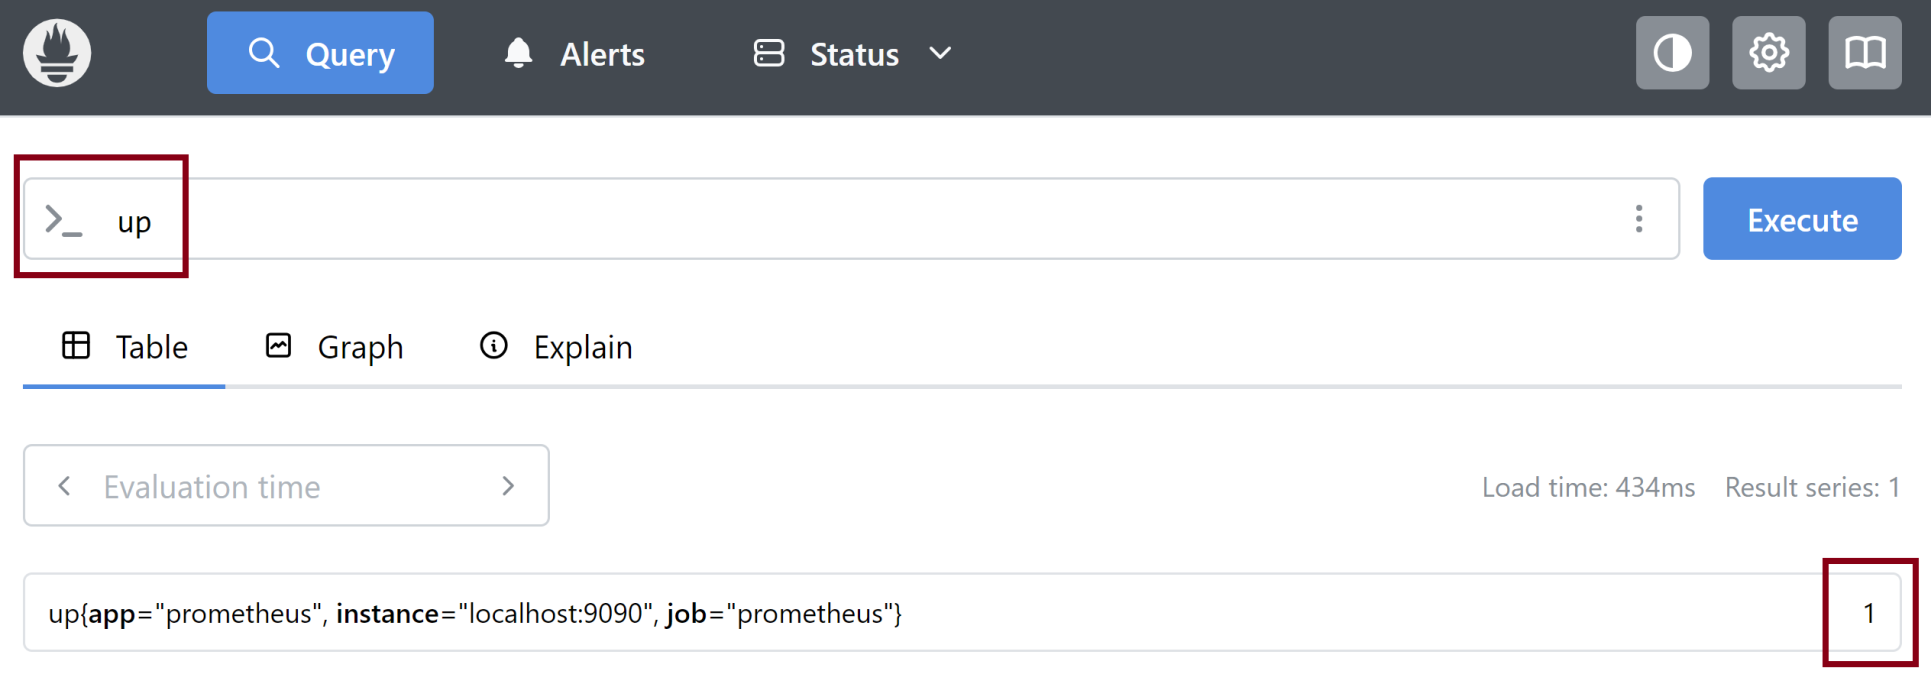 Query Alerts Status
>_ up Execute
Table Graph Explain
Evaluation time Load time: 434ms Result series: 1
up{app="prometheus", instance="localhost:9090", job="prometheus"} 1